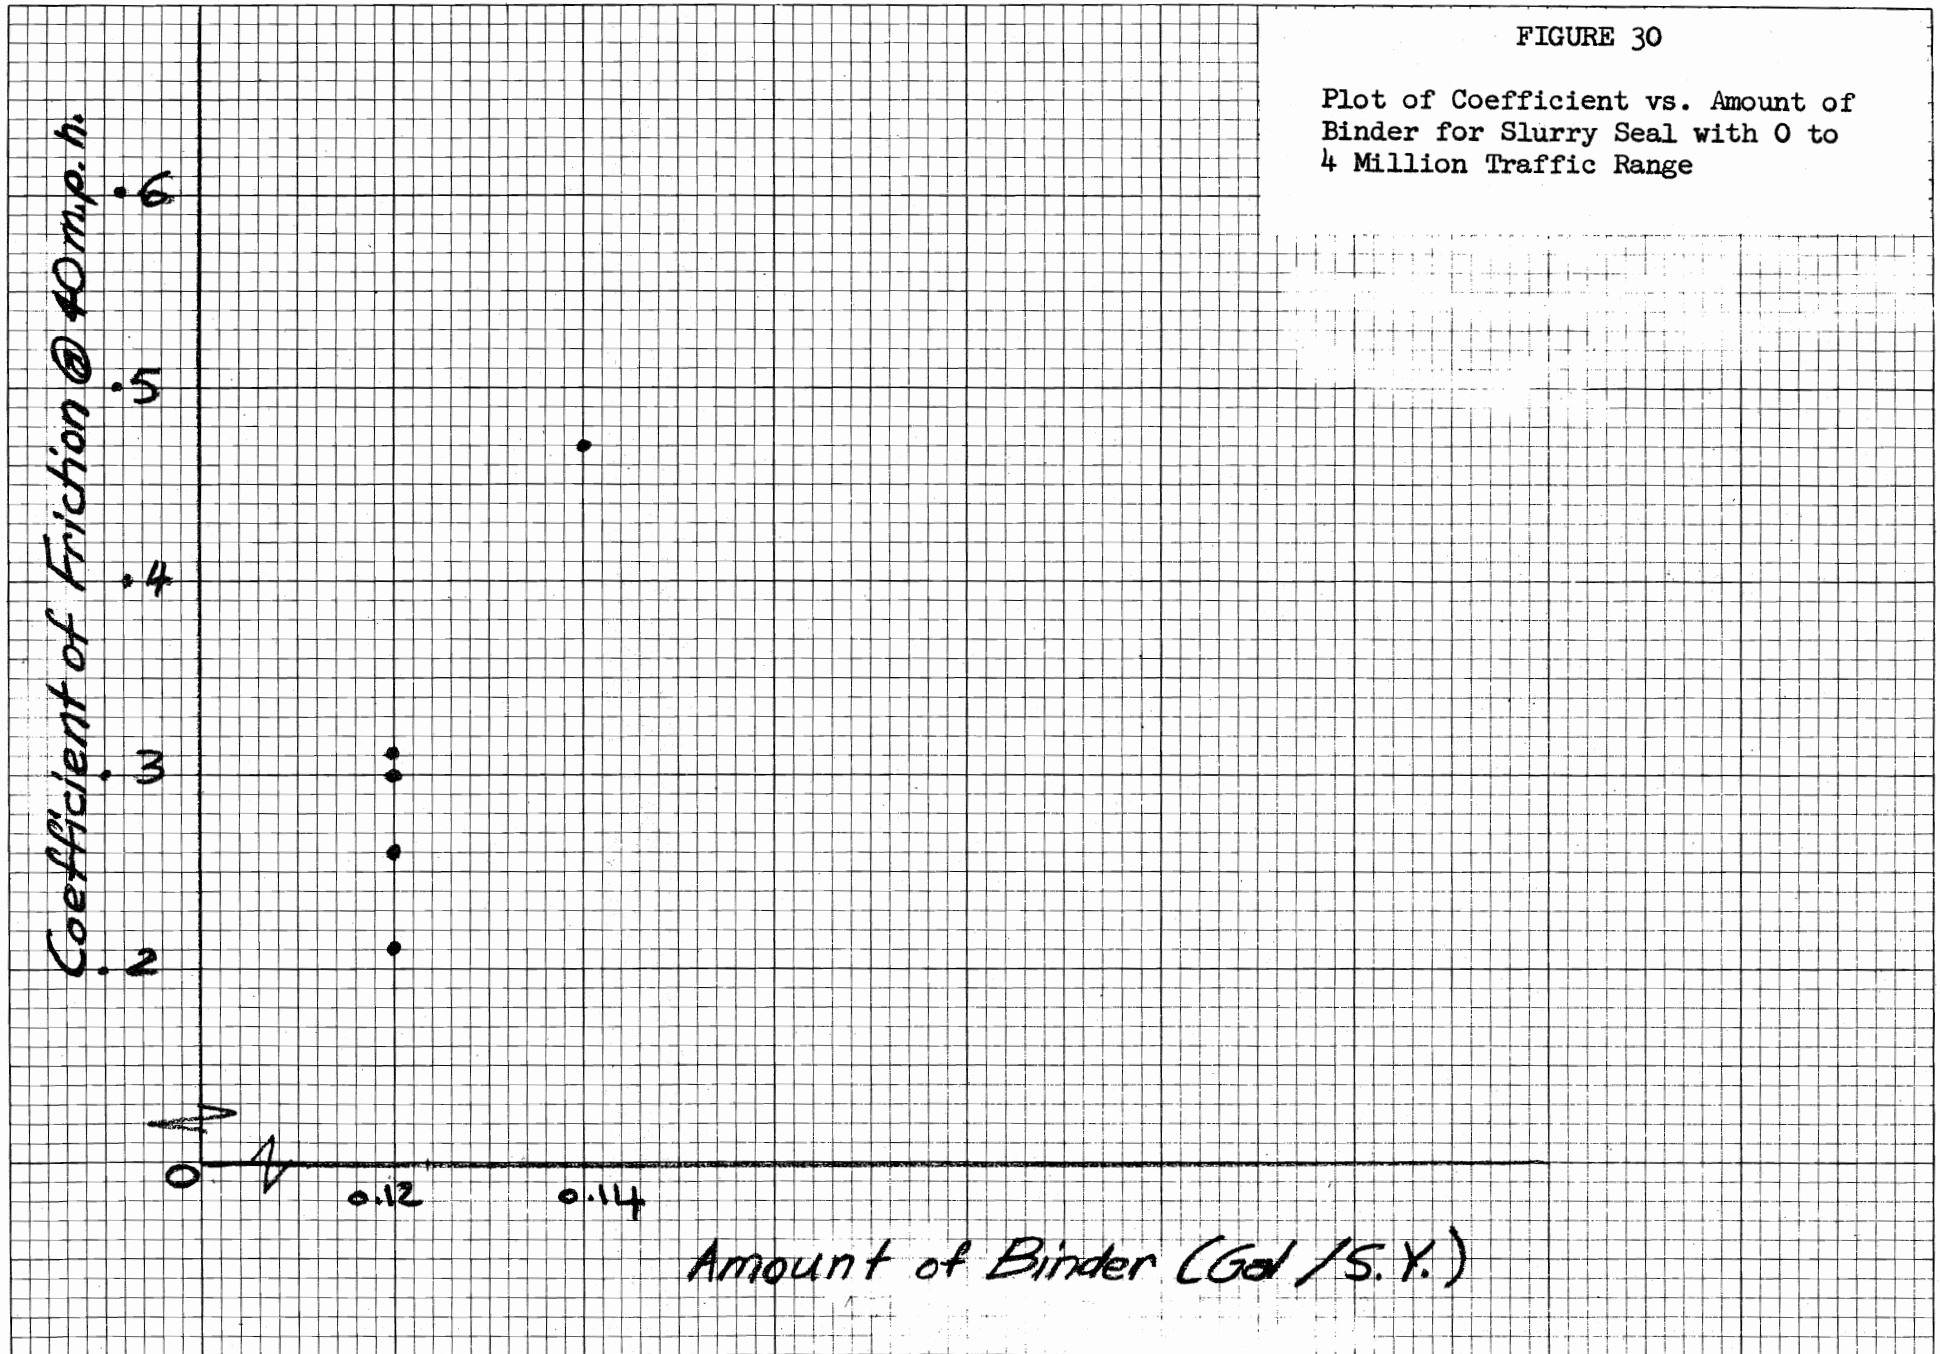 FIGURE 30
Plot of Coefficient vs. Amount of
Binder for Slurry Seal with 0 to
4 Million Traffic Range
Coefficient of Friction @ 40 m.p.h.
.6
.5
.4
.3
.2
0
0.12
0.14
Amount of Binder (Gal/S.Y.)